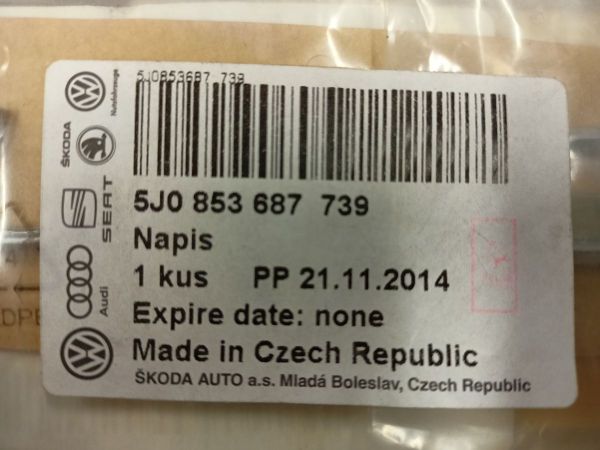 5J0853687 739
Nutzfahrzeuge
ŠKODA
SEAT
Audi
5J0 853 687 739
Napis
1 kus PP 21.11.2014
Expire date: none
Made in Czech Republic
ŠKODA AUTO a.s. Mladá Boleslav, Czech Republic